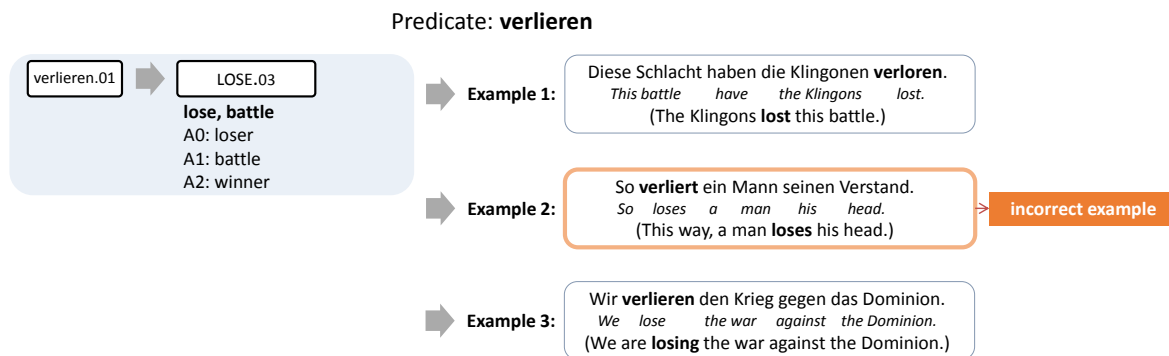 Predicate: verlieren
verlieren.01
LOSE.03
lose, battle
A0: loser
A1: battle
A2: winner
Example 1:
Diese Schlacht haben die Klingonen verloren.
This battle have the Klingons lost.
(The Klingons lost this battle.)
Example 2:
So verliert ein Mann seinen Verstand.
So loses a man his head.
(This way, a man loses his head.)
incorrect example
Example 3:
Wir verlieren den Krieg gegen das Dominion.
We lose the war against the Dominion.
(We are losing the war against the Dominion.)